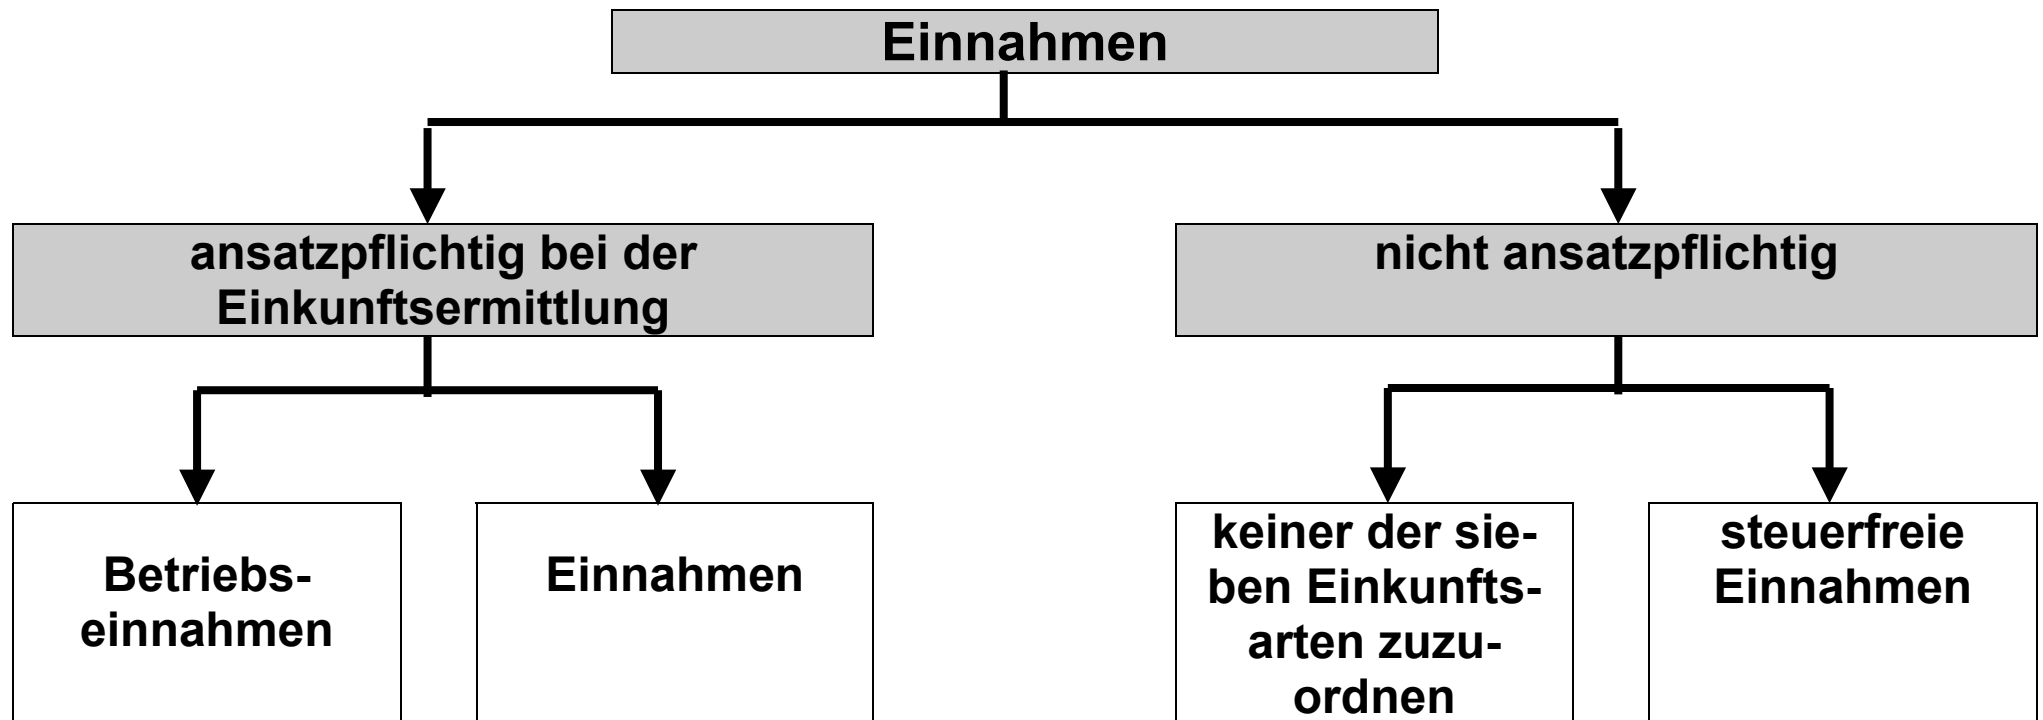 Einnahmen
ansatzpflichtig bei der
Einkunftsermittlung
nicht ansatzpflichtig
Betriebs-
einnahmen
Einnahmen
keiner der sie-
ben Einkunfts-
arten zuzu-
ordnen
steuerfreie
Einnahmen